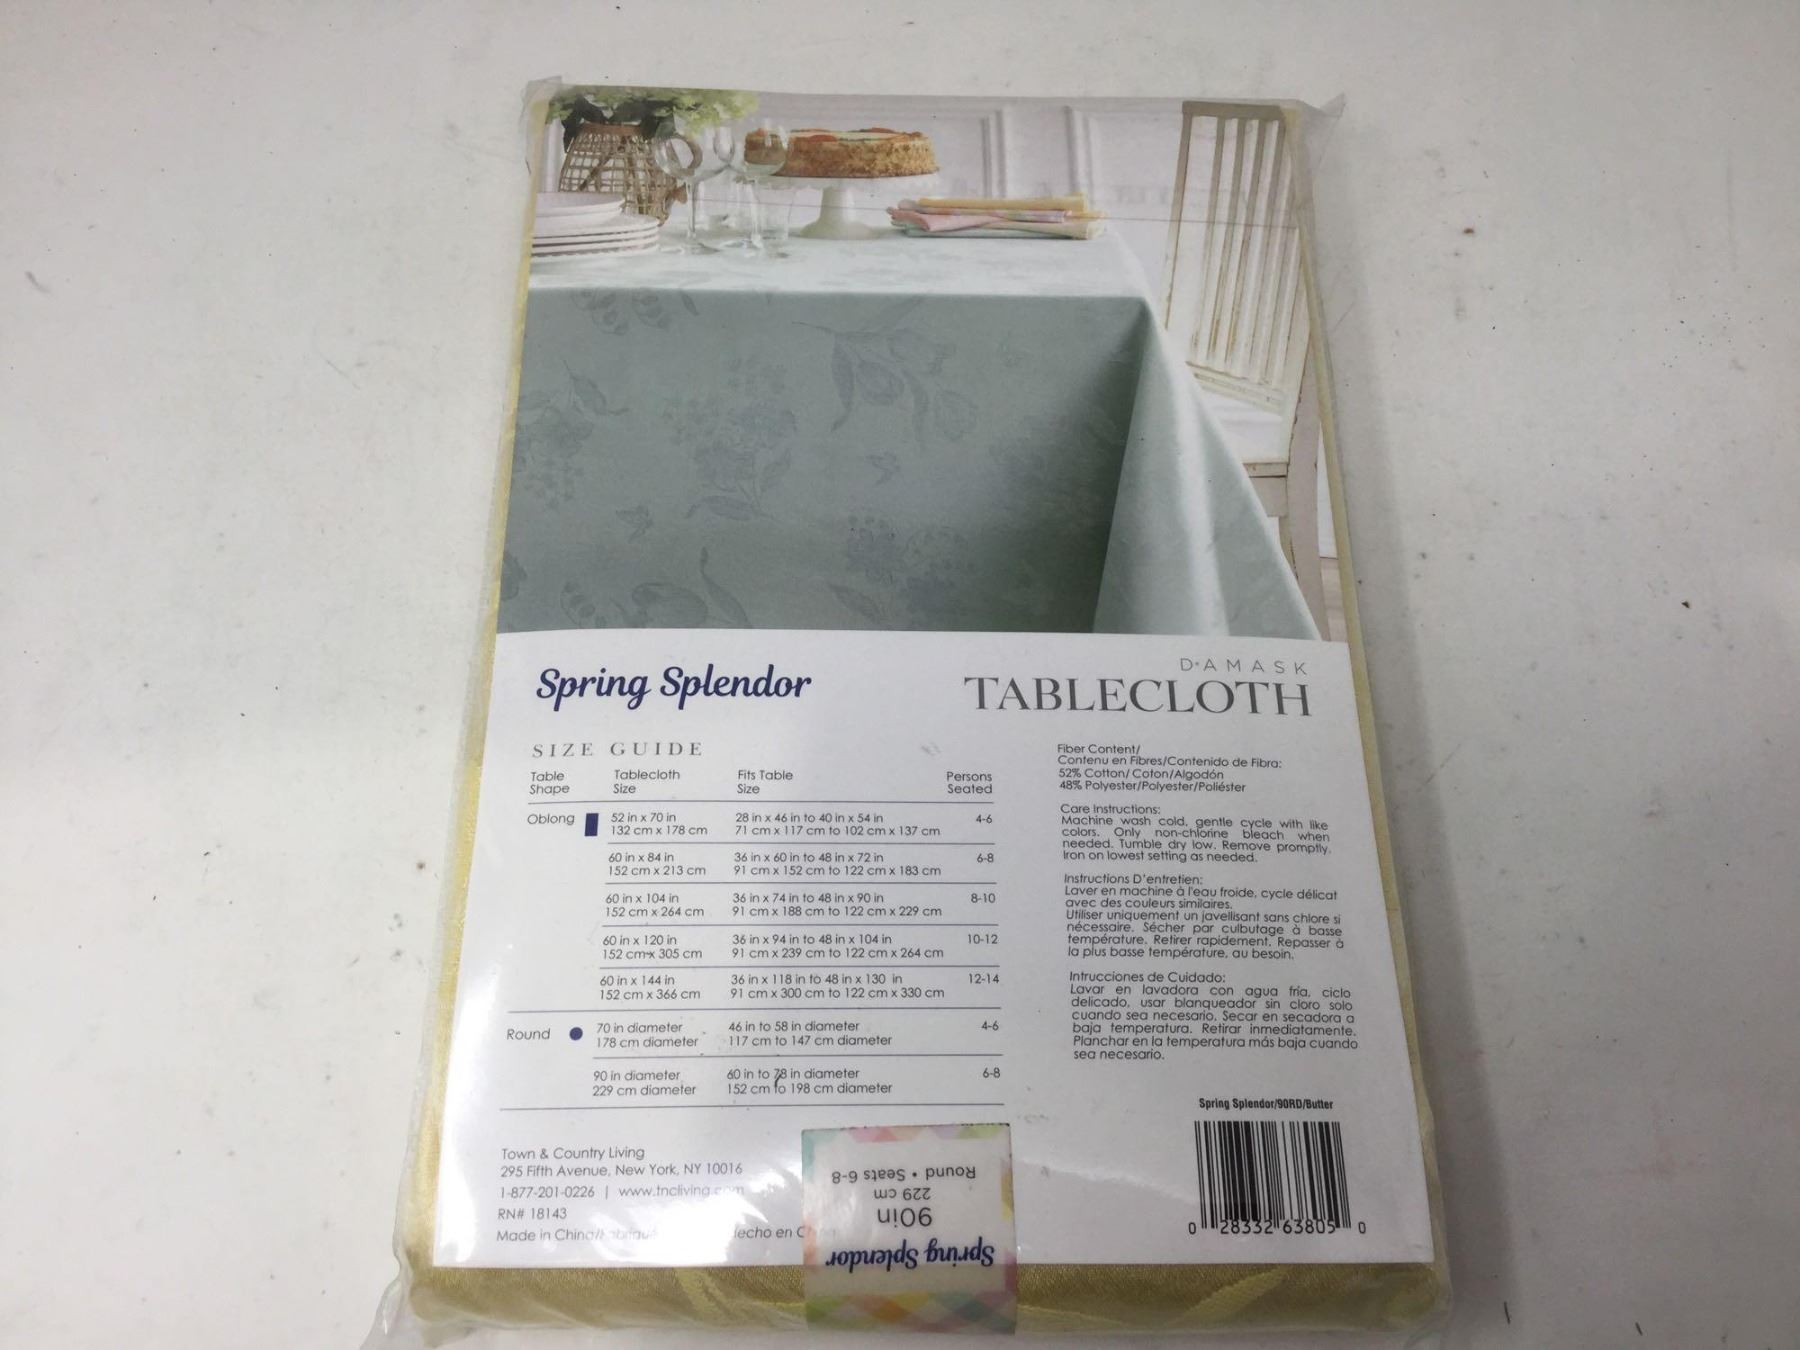 Spring Splendor
D·AMASK
TABLECLOTH
SIZE GUIDE
Table Shape Tablecloth Size Fits Table Size Persons Seated
Oblong 52 in x 70 in 28 in x 46 in to 40 in x 54 in 4-6
132 cm x 178 cm 71 cm x 117 cm to 102 cm x 137 cm
60 in x 84 in 36 in x 60 in to 48 in x 72 in 6-8
152 cm x 213 cm 91 cm x 152 cm to 122 cm x 183 cm
60 in x 104 in 36 in x 74 in to 48 in x 90 in 8-10
152 cm x 264 cm 91 cm x 188 cm to 122 cm x 229 cm
60 in x 120 in 36 in x 94 in to 48 in x 104 in 10-12
152 cm x 305 cm 91 cm x 239 cm to 122 cm x 264 cm
60 in x 144 in 36 in x 118 in to 48 in x 130 in 12-14
152 cm x 366 cm 91 cm x 300 cm to 122 cm x 330 cm
Round 70 in diameter 46 in to 58 in diameter 4-6
178 cm diameter 117 cm to 147 cm diameter
90 in diameter 60 in to 78 in diameter 6-8
229 cm diameter 152 cm to 198 cm diameter
Fiber Content/
Contenu en Fibres/Contenido de Fibra:
52% Cotton/ Coton/Algodón
48% Polyester/Polyester/Poliéster
Care Instructions:
Machine wash cold, gentle cycle with like
colors. Only non-chlorine bleach when
needed. Tumble dry low. Remove promptly.
Iron on lowest setting as needed.
Instructions D'entretien:
Laver en machine à l'eau froide, cycle délicat
avec des couleurs similaires.
Utiliser uniquement un javellisant sans chlore si
nécessaire. Sécher par culbutage à basse
température. Retirer rapidement. Repasser à
la plus basse température, au besoin.
Intrucciones de Cuidado:
Lavar en lavadora con agua fría, ciclo
delicado, usar blanqueador sin cloro solo
cuando sea necesario. Secar en secadora a
baja temperatura. Retirar inmediatamente.
Planchar en la temperatura más baja cuando
sea necesario.
Town & Country Living
295 Fifth Avenue, New York, NY 10016
1-877-201-0226 | www.tncliving.com
RN# 18143
Made in China/ echo en
Spring Splendor
90in
229 cm
Round • Seats 6-8
Spring Splendor/90RD/Butter
0 28332 63805 0